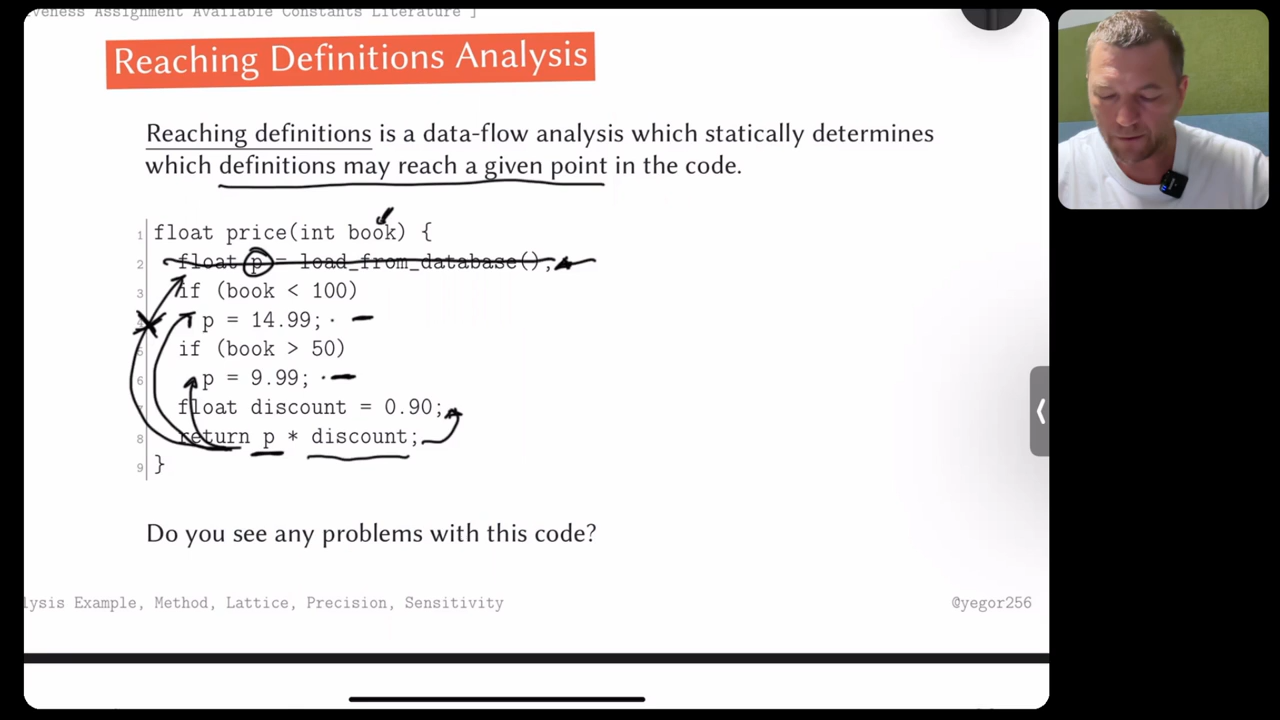 veness Assignment Available Constants Literature ]
Reaching Definitions Analysis
Reaching definitions is a data-flow analysis which statically determines
which definitions may reach a given point in the code.
1 float price(int book) {
2 float p = load_from_database();
3 if (book < 100)
p = 14.99;
5 if (book > 50)
6 p = 9.99;
7 float discount = 0.90;
8 return p * discount;
9 }
Do you see any problems with this code?
lysis Example, Method, Lattice, Precision, Sensitivity
@yegor256